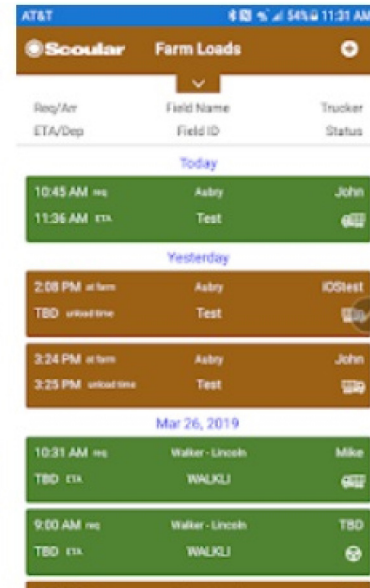 AT&T 54% 11:31 AM
Scoular Farm Loads
Req/Arr Field Name Trucker
ETA/Dep Field ID Status
Today
10:45 AM req Aubry John
11:36 AM ETA Test
Yesterday
2:08 PM at farm Aubry IOStest
TBD unload time Test
3:24 PM at farm Aubry John
3:25 PM unload time Test
Mar 26, 2019
10:31 AM req Walker - Lincoln Mike
TBD ETA WALKLI
9:00 AM req Walker - Lincoln TBD
TBD ETA WALKLI